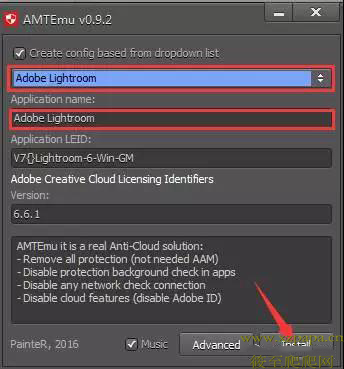 AMTEmu v0.9.2
Create config based from dropdown list
Adobe Lightroom
Application name:
Adobe Lightroom
Application LEID:
V7{}Lightroom-6-Win-GM
Adobe Creative Cloud Licensing Identifiers
Version:
6.6.1
AMTEmu it is a real Anti-Cloud solution:
- Remove all protection (not needed AAM)
- Disable protection background check in apps
- Disable any network check connection
- Disable cloud features (disable Adobe ID)
PainteR, 2016
Music
Advanced
Install